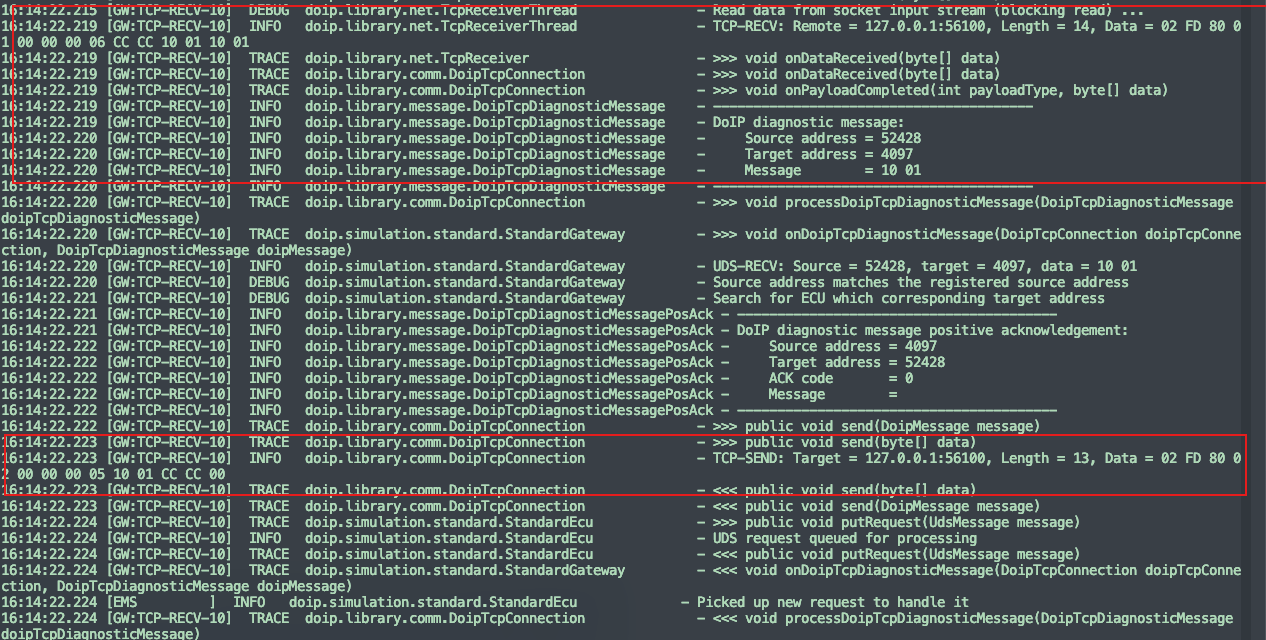 16:14:22.215 [GW:TCP-RECV-10]  DEBUG  doip.library.net.TcpReceiverThread               - Read data from socket input stream (blocking read) ...
16:14:22.219 [GW:TCP-RECV-10]  INFO   doip.library.net.TcpReceiverThread               - TCP-RECV: Remote = 127.0.0.1:56100, Length = 14, Data = 02 FD 80 0
1 00 00 00 06 CC CC 10 01 10 01
16:14:22.219 [GW:TCP-RECV-10]  TRACE  doip.library.net.TcpReceiver                     - >>> void onDataReceived(byte[] data)
16:14:22.219 [GW:TCP-RECV-10]  TRACE  doip.library.comm.DoipTcpConnection              - >>> void onDataReceived(byte[] data)
16:14:22.219 [GW:TCP-RECV-10]  TRACE  doip.library.comm.DoipTcpConnection              - >>> void onPayloadCompleted(int payloadType, byte[] data)
16:14:22.219 [GW:TCP-RECV-10]  INFO   doip.library.message.DoipTcpDiagnosticMessage    - ----------------------------------------
16:14:22.219 [GW:TCP-RECV-10]  INFO   doip.library.message.DoipTcpDiagnosticMessage    - DoIP diagnostic message:
16:14:22.220 [GW:TCP-RECV-10]  INFO   doip.library.message.DoipTcpDiagnosticMessage    -     Source address = 52428
16:14:22.220 [GW:TCP-RECV-10]  INFO   doip.library.message.DoipTcpDiagnosticMessage    -     Target address = 4097
16:14:22.220 [GW:TCP-RECV-10]  INFO   doip.library.message.DoipTcpDiagnosticMessage    -     Message        = 10 01
16:14:22.220 [GW:TCP-RECV-10]  INFO   doip.library.message.DoipTcpDiagnosticMessage    - ----------------------------------------
16:14:22.220 [GW:TCP-RECV-10]  TRACE  doip.library.comm.DoipTcpConnection              - >>> void processDoipTcpDiagnosticMessage(DoipTcpDiagnosticMessage
doipTcpDiagnosticMessage)
16:14:22.220 [GW:TCP-RECV-10]  TRACE  doip.simulation.standard.StandardGateway         - >>> void onDoipTcpDiagnosticMessage(DoipTcpConnection doipTcpConne
ction, DoipTcpDiagnosticMessage doipMessage)
16:14:22.220 [GW:TCP-RECV-10]  INFO   doip.simulation.standard.StandardGateway         - UDS-RECV: Source = 52428, target = 4097, data = 10 01
16:14:22.220 [GW:TCP-RECV-10]  DEBUG  doip.simulation.standard.StandardGateway         - Source address matches the registered source address
16:14:22.221 [GW:TCP-RECV-10]  DEBUG  doip.simulation.standard.StandardGateway         - Search for ECU which corresponding target address
16:14:22.221 [GW:TCP-RECV-10]  INFO   doip.library.message.DoipTcpDiagnosticMessagePosAck - ----------------------------------------
16:14:22.221 [GW:TCP-RECV-10]  INFO   doip.library.message.DoipTcpDiagnosticMessagePosAck - DoIP diagnostic message positive acknowledgement:
16:14:22.222 [GW:TCP-RECV-10]  INFO   doip.library.message.DoipTcpDiagnosticMessagePosAck -     Source address = 4097
16:14:22.222 [GW:TCP-RECV-10]  INFO   doip.library.message.DoipTcpDiagnosticMessagePosAck -     Target address = 52428
16:14:22.222 [GW:TCP-RECV-10]  INFO   doip.library.message.DoipTcpDiagnosticMessagePosAck -     ACK code       = 0
16:14:22.222 [GW:TCP-RECV-10]  INFO   doip.library.message.DoipTcpDiagnosticMessagePosAck -     Message        =
16:14:22.222 [GW:TCP-RECV-10]  INFO   doip.library.message.DoipTcpDiagnosticMessagePosAck - ----------------------------------------
16:14:22.222 [GW:TCP-RECV-10]  TRACE  doip.library.comm.DoipTcpConnection              - >>> public void send(DoipMessage message)
16:14:22.223 [GW:TCP-RECV-10]  TRACE  doip.library.comm.DoipTcpConnection              - >>> public void send(byte[] data)
16:14:22.223 [GW:TCP-RECV-10]  INFO   doip.library.comm.DoipTcpConnection              - TCP-SEND: Target = 127.0.0.1:56100, Length = 13, Data = 02 FD 80 0
2 00 00 00 05 10 01 CC CC 00
16:14:22.223 [GW:TCP-RECV-10]  TRACE  doip.library.comm.DoipTcpConnection              - <<< public void send(byte[] data)
16:14:22.223 [GW:TCP-RECV-10]  TRACE  doip.library.comm.DoipTcpConnection              - <<< public void send(DoipMessage message)
16:14:22.224 [GW:TCP-RECV-10]  TRACE  doip.simulation.standard.StandardEcu             - >>> public void putRequest(UdsMessage message)
16:14:22.224 [GW:TCP-RECV-10]  INFO   doip.simulation.standard.StandardEcu             - UDS request queued for processing
16:14:22.224 [GW:TCP-RECV-10]  TRACE  doip.simulation.standard.StandardEcu             - <<< public void putRequest(UdsMessage message)
16:14:22.224 [GW:TCP-RECV-10]  TRACE  doip.simulation.standard.StandardGateway         - <<< void onDoipTcpDiagnosticMessage(DoipTcpConnection doipTcpConne
ction, DoipTcpDiagnosticMessage doipMessage)
16:14:22.224 [EMS         ]  INFO   doip.simulation.standard.StandardEcu             - Picked up new request to handle it
16:14:22.224 [GW:TCP-RECV-10]  TRACE  doip.library.comm.DoipTcpConnection              - <<< void processDoipTcpDiagnosticMessage(DoipTcpDiagnosticMessage
doipTcpDiagnosticMessage)